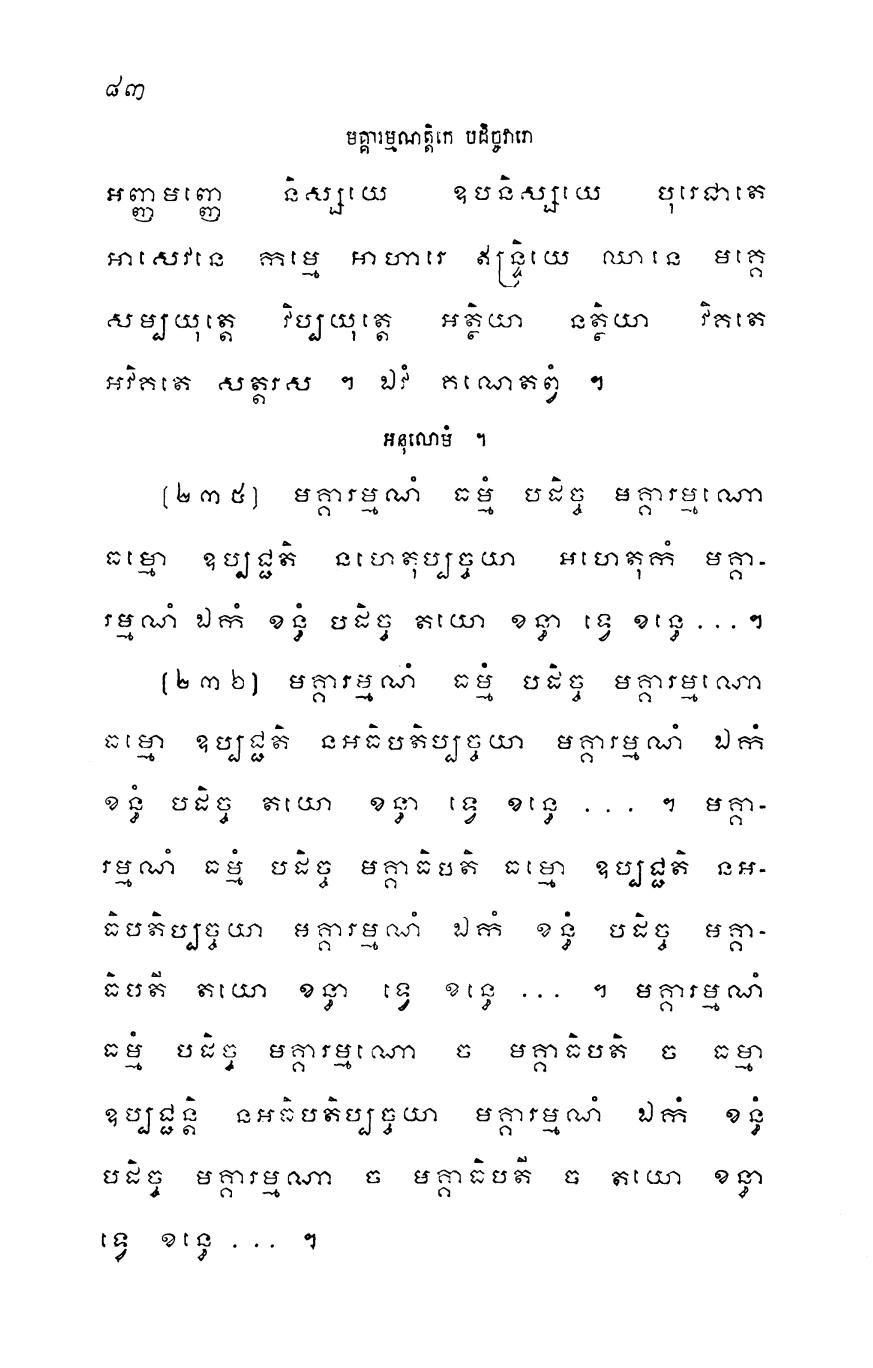 ៨៣
មគ្គារម្មណត្តិកេ បដិច្ចវារោ
អញ្ញមញ្ញេ និស្សយេ ឧបនិស្សយេ បុរេជាតេ
អាសេវនេ កម្មេ អាហារេ ឥន្ទ្រិយេ ឈានេ មគ្គេ
សម្បយុត្តេ វិប្បយុត្តេ អត្ថិយា នត្ថិយា វិគតេ
អវិគតេ សត្តរស ។ ឯវំ គណេតព្វំ ។
អនុលោមំ ។
(២៣៥) មគ្គារម្មណំ ធម្មំ បដិច្ច មគ្គារម្មណោ
ធម្មោ ឧប្បជ្ជតិ នហេតុប្បច្ចយា អហេតុកំ មគ្គា-
រម្មណំ ឯកំ ខន្ធំ បដិច្ច តយោ ខន្ធា ទ្វេ ខន្ធេ ... ។
(២៣៦) មគ្គារម្មណំ ធម្មំ បដិច្ច មគ្គារម្មណោ
ធម្មោ ឧប្បជ្ជតិ នអធិបតិប្បច្ចយា មគ្គារម្មណំ ឯកំ
ខន្ធំ បដិច្ច តយោ ខន្ធា ទ្វេ ខន្ធេ ... ។ មគ្គា-
រម្មណំ ធម្មំ បដិច្ច មគ្គាធិបតិ ធម្មោ ឧប្បជ្ជតិ នអ-
ធិបតិប្បច្ចយា មគ្គារម្មណំ ឯកំ ខន្ធំ បដិច្ច មគ្គា-
ធិបតី តយោ ខន្ធា ទ្វេ ខន្ធេ ... ។ មគ្គារម្មណំ
ធម្មំ បដិច្ច មគ្គារម្មណោ ច មគ្គាធិបតិ ច ធម្មា
ឧប្បជ្ជន្តិ នអធិបតិប្បច្ចយា មគ្គារម្មណំ ឯកំ ខន្ធំ
បដិច្ច មគ្គារម្មណា ច មគ្គាធិបតី ច តយោ ខន្ធា
ទ្វេ ខន្ធេ ... ។